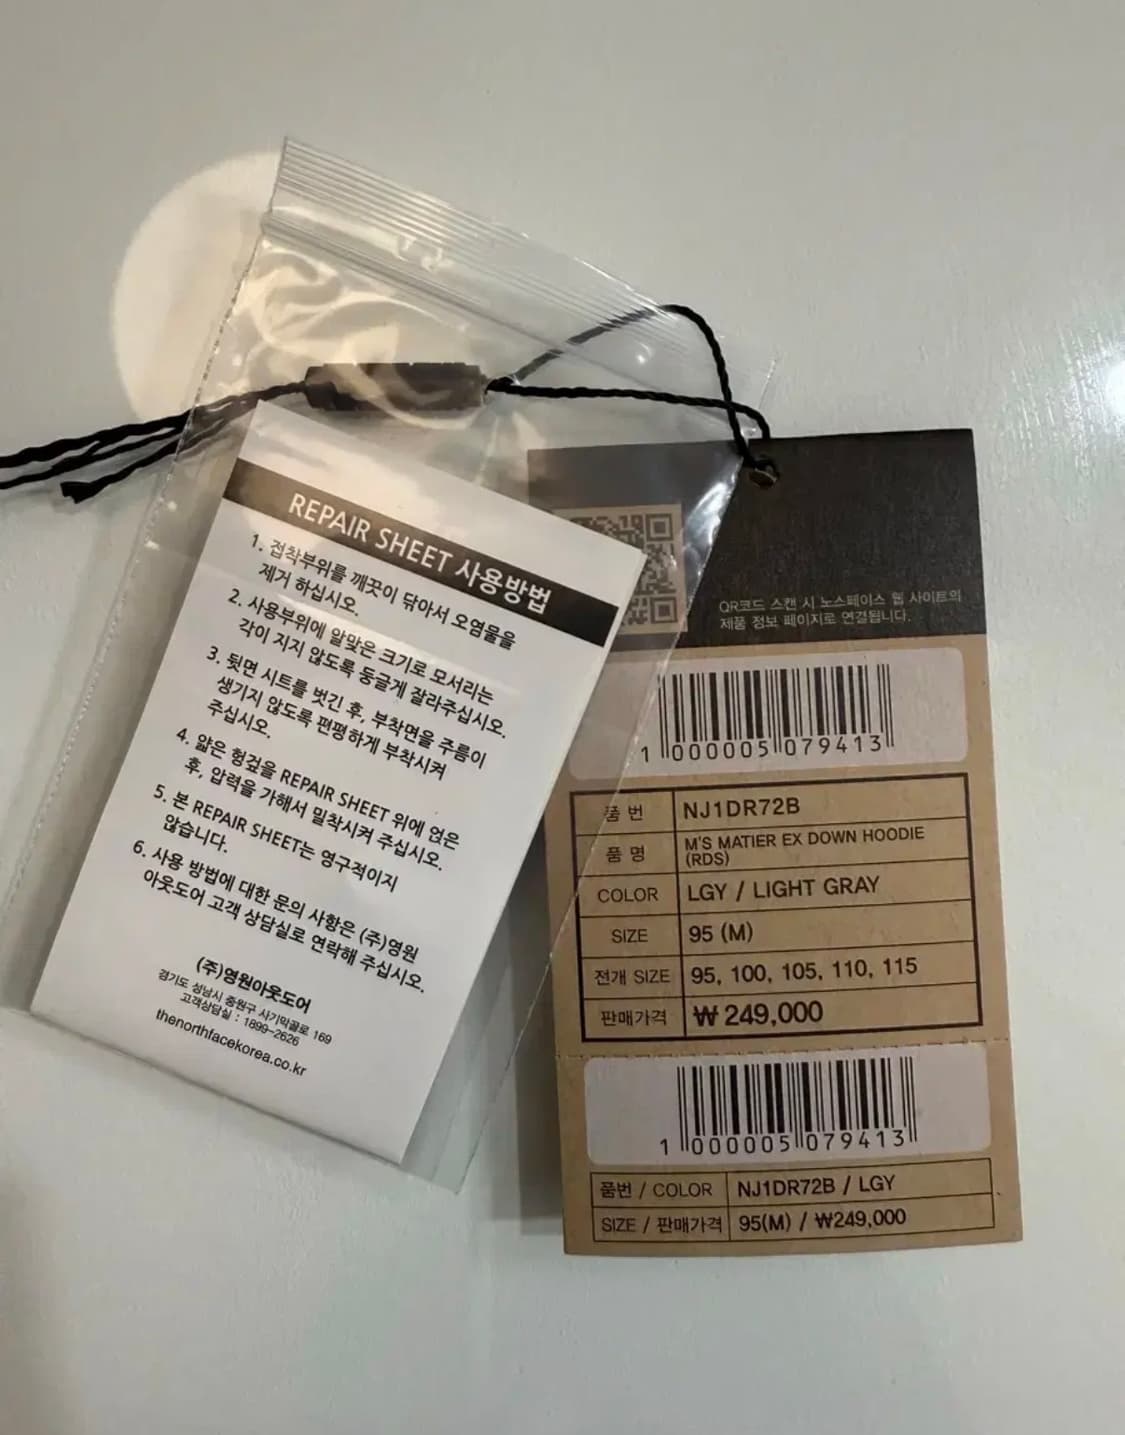 REPAIR SHEET 사용방법
1. 접착부위를 깨끗이 닦아서 오염물을
제거 하십시오.
2. 사용부위에 알맞은 크기로 모서리는
각이 지지 않도록 둥글게 잘라주십시오.
3. 뒷면 시트를 벗긴 후, 부착면을 주름이
생기지 않도록 편평하게 부착시켜
주십시오.
4. 얇은 헝겊을 REPAIR SHEET 위에 얹은
후, 압력을 가해서 밀착시켜 주십시오.
5. 본 REPAIR SHEET는 영구적이지
않습니다.
6. 사용 방법에 대한 문의 사항은 (주)영원
아웃도어 고객 상담실로 연락해 주십시오.
(주)영원아웃도어
경기도 성남시 중원구 사기막골로 169
고객상담실 : 1899-2626
thenorthfacekorea.co.kr
QR코드 스캔 시 노스페이스 웹 사이트의
제품 정보 페이지로 연결됩니다.
1 000005 079413
품 번 NJ1DR72B
품 명 M'S MATIER EX DOWN HOODIE
(RDS)
COLOR LGY / LIGHT GRAY
SIZE 95 (M)
전개 SIZE 95, 100, 105, 110, 115
판매가격 ₩ 249,000
1 000005 079413
품번 / COLOR NJ1DR72B / LGY
SIZE / 판매가격 95(M) / ₩249,000